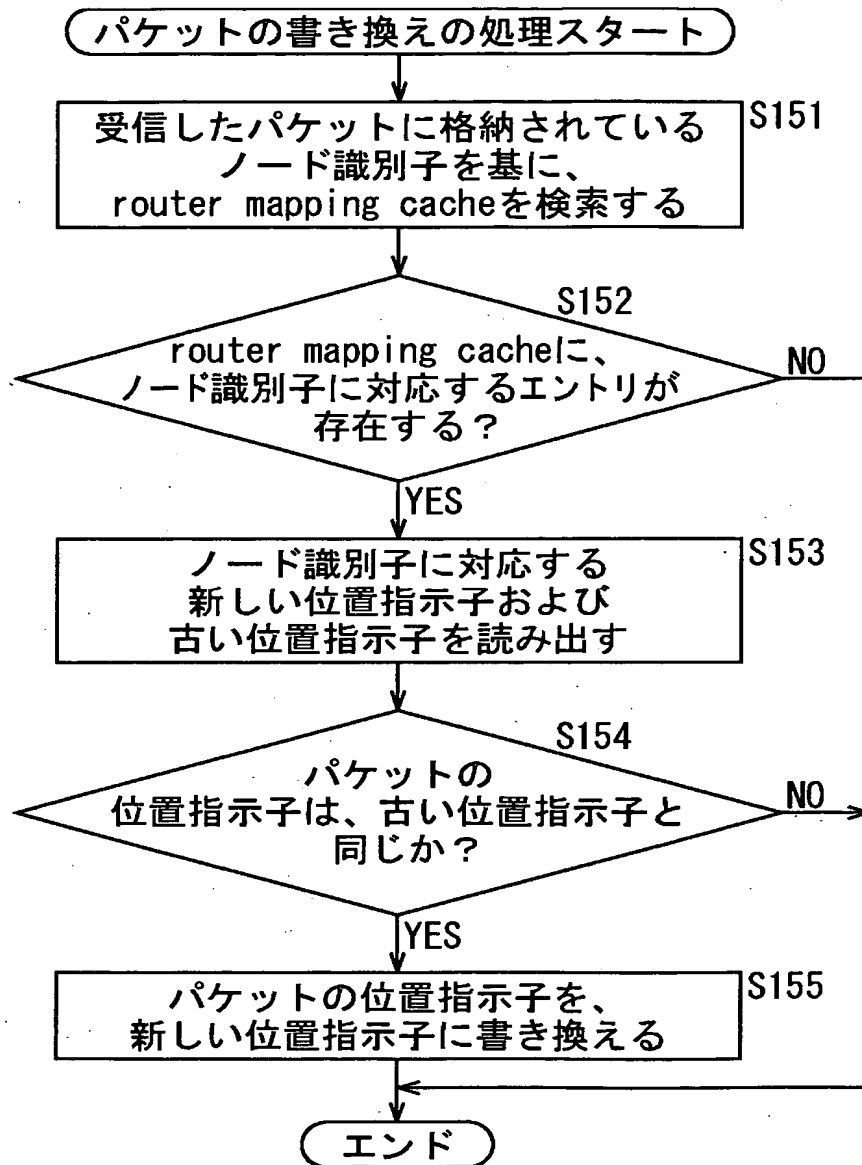 パケットの書き換えの処理スタート
S151
受信したパケットに格納されている
ノード識別子を基に、
router mapping cacheを検索する
S152
router mapping cacheに、
ノード識別子に対応するエントリが
存在する？
NO
YES
S153
ノード識別子に対応する
新しい位置指示子および
古い位置指示子を読み出す
S154
パケットの
位置指示子は、古い位置指示子と
同じか？
NO
YES
S155
パケットの位置指示子を、
新しい位置指示子に書き換える
エンド